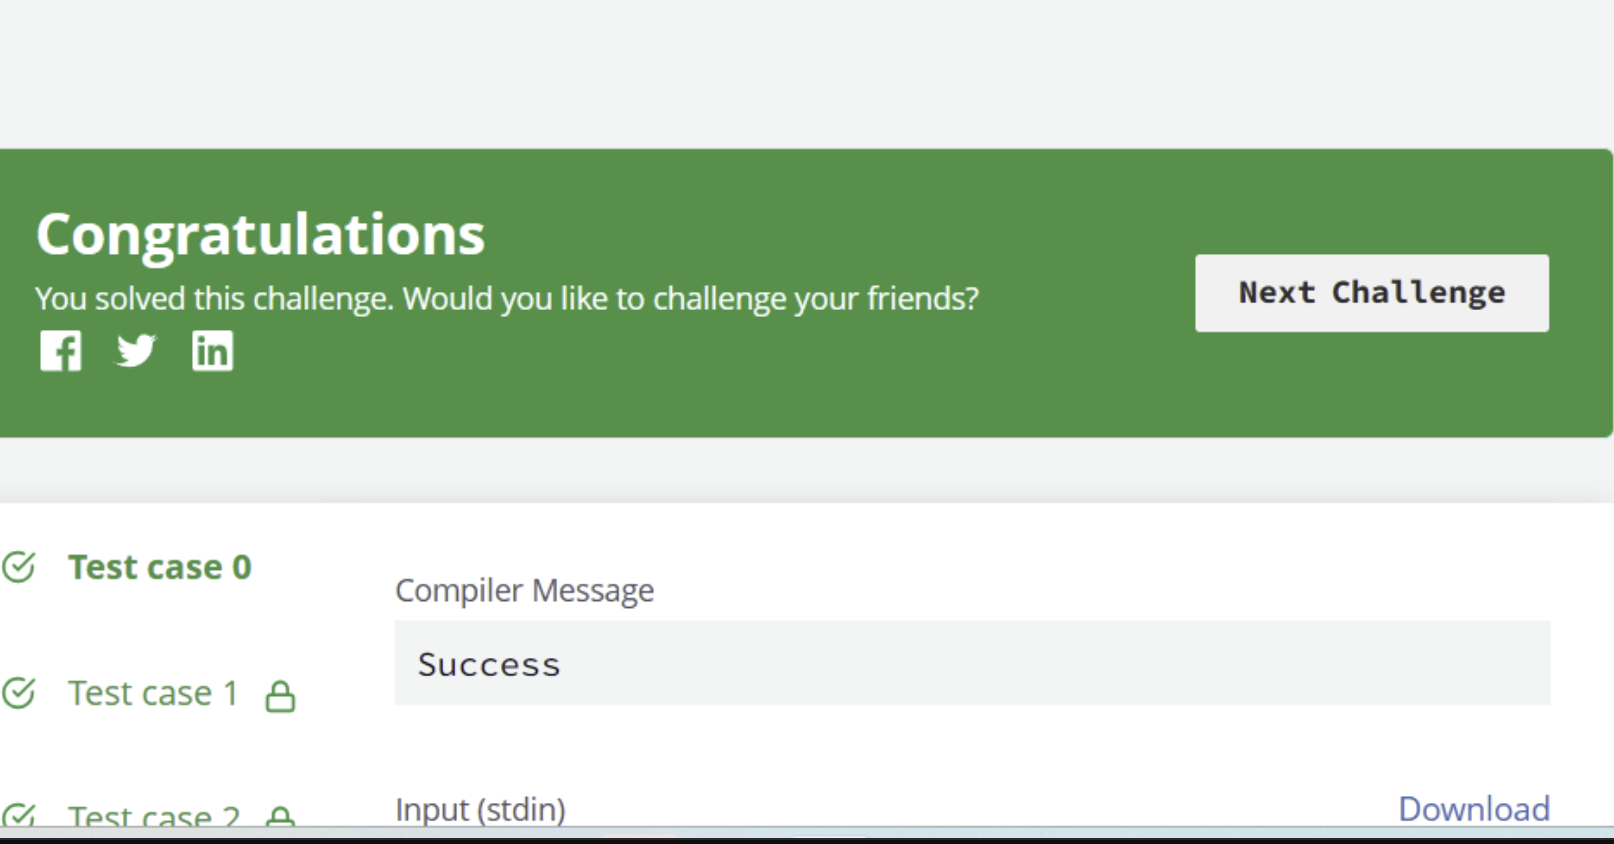 Congratulations
You solved this challenge. Would you like to challenge your friends?
Next Challenge
Test case 0
Compiler Message
Success
Test case 1
Test case 2
Input (stdin)
Download